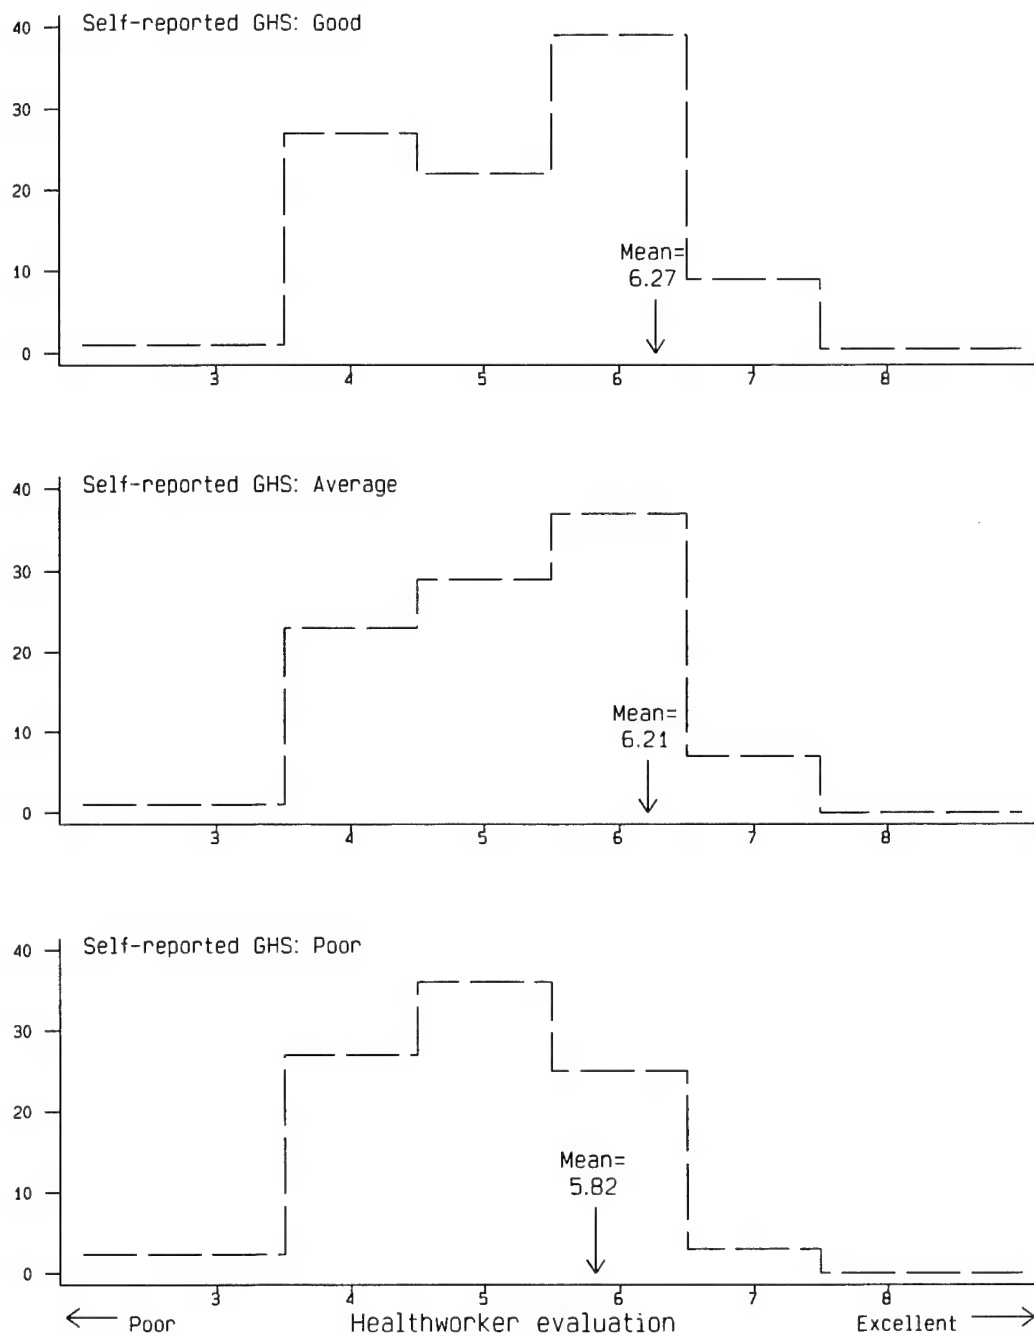 Self-reported GHS: Good
40
30
20
10
0
Mean=
6.27
3 4 5 6 7 8
Self-reported GHS: Average
40
30
20
10
0
Mean=
6.21
3 4 5 6 7 8
Self-reported GHS: Poor
40
30
20
10
0
Mean=
5.82
3 4 5 6 7 8
Poor Healthworker evaluation Excellent